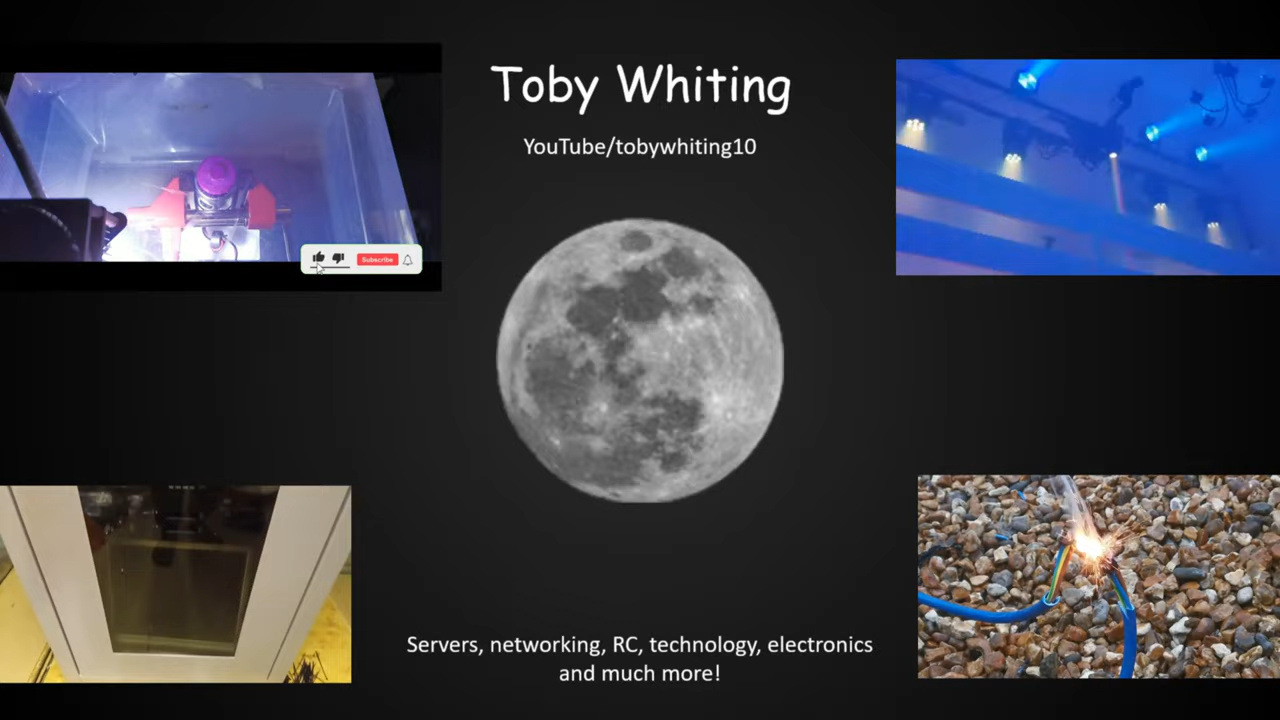 Toby Whiting
YouTube/tobywhiting10
Subscribe
Servers, networking, RC, technology, electronics
and much more!